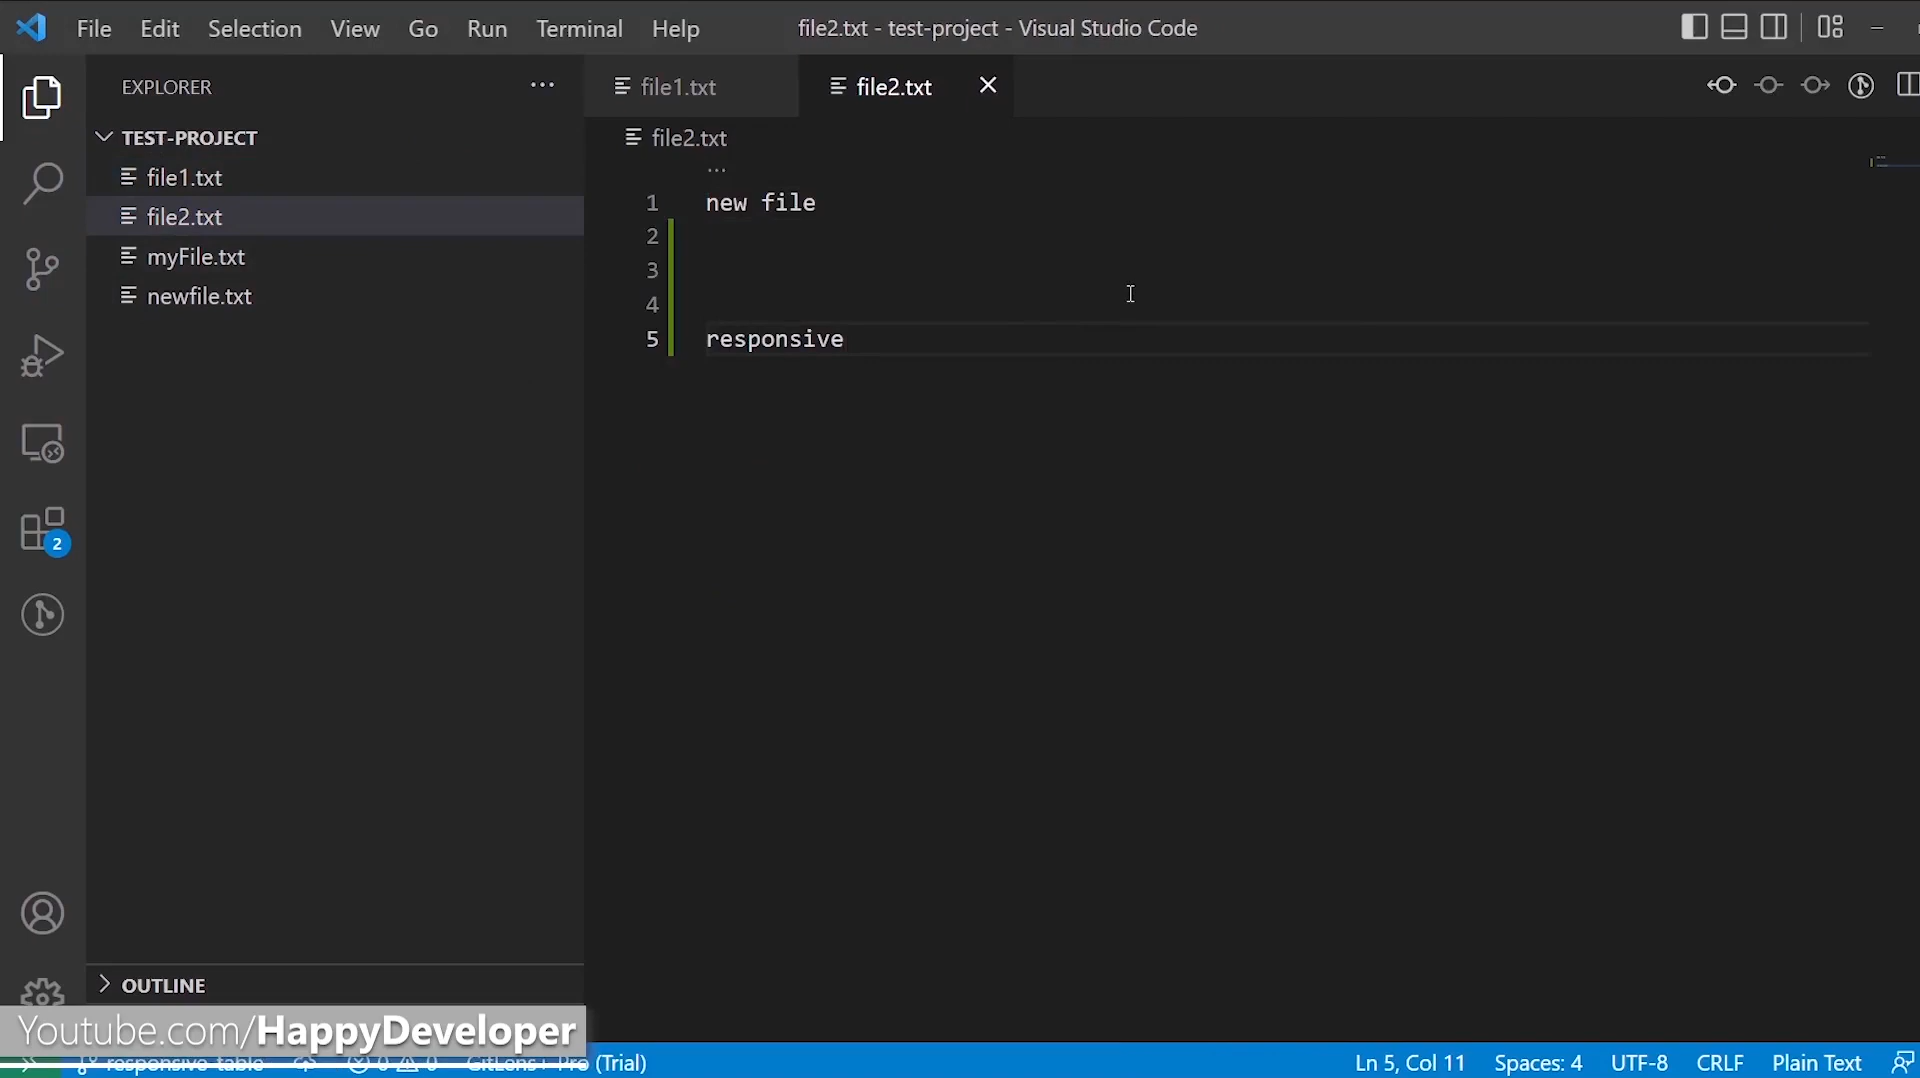 File Edit Selection View Go Run Terminal Help file2.txt - test-project - Visual Studio Code
EXPLORER ··· file1.txt file2.txt
TEST-PROJECT
file1.txt
file2.txt
myFile.txt
newfile.txt
file2.txt
...
1 new file
2
3
4
5 responsive
2
OUTLINE
Youtube.com/HappyDeveloper
responsive table 0 0 GitLens+ Pro (Trial) Ln 5, Col 11 Spaces: 4 UTF-8 CRLF Plain Text